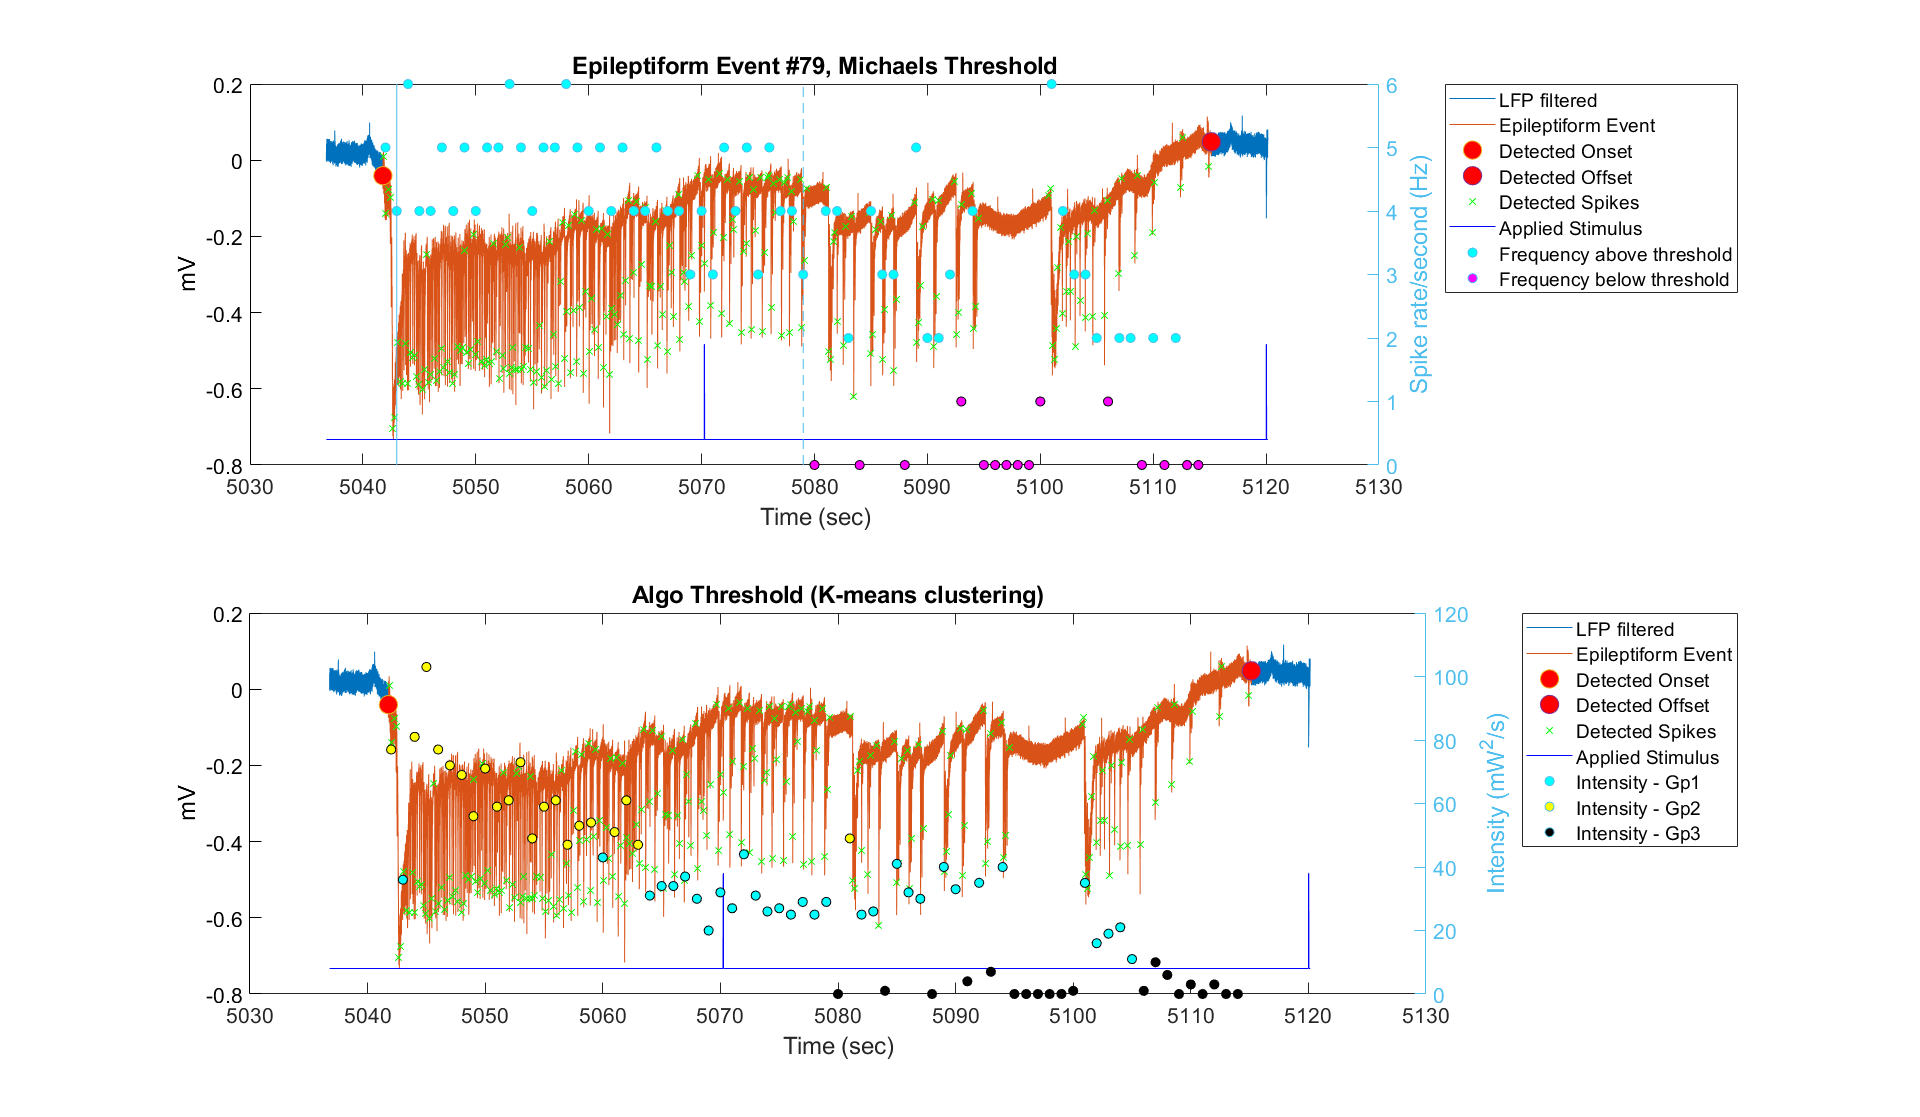 Epileptiform Event #79, Michaels Threshold
0.2
0
-0.2
-0.4
-0.6
-0.8
mV
5030
5040
5050
5060
5070
5080
5090
5100
5110
5120
5130
Time (sec)
6
5
4
3
2
1
0
Spike rate/second (Hz)
LFP filtered
Epileptiform Event
Detected Onset
Detected Offset
Detected Spikes
Applied Stimulus
Frequency above threshold
Frequency below threshold
Algo Threshold (K-means clustering)
0.2
0
-0.2
-0.4
-0.6
-0.8
mV
5030
5040
5050
5060
5070
5080
5090
5100
5110
5120
5130
Time (sec)
120
100
80
60
40
20
0
Intensity (mW²/s)
LFP filtered
Epileptiform Event
Detected Onset
Detected Offset
Detected Spikes
Applied Stimulus
Intensity - Gp1
Intensity - Gp2
Intensity - Gp3